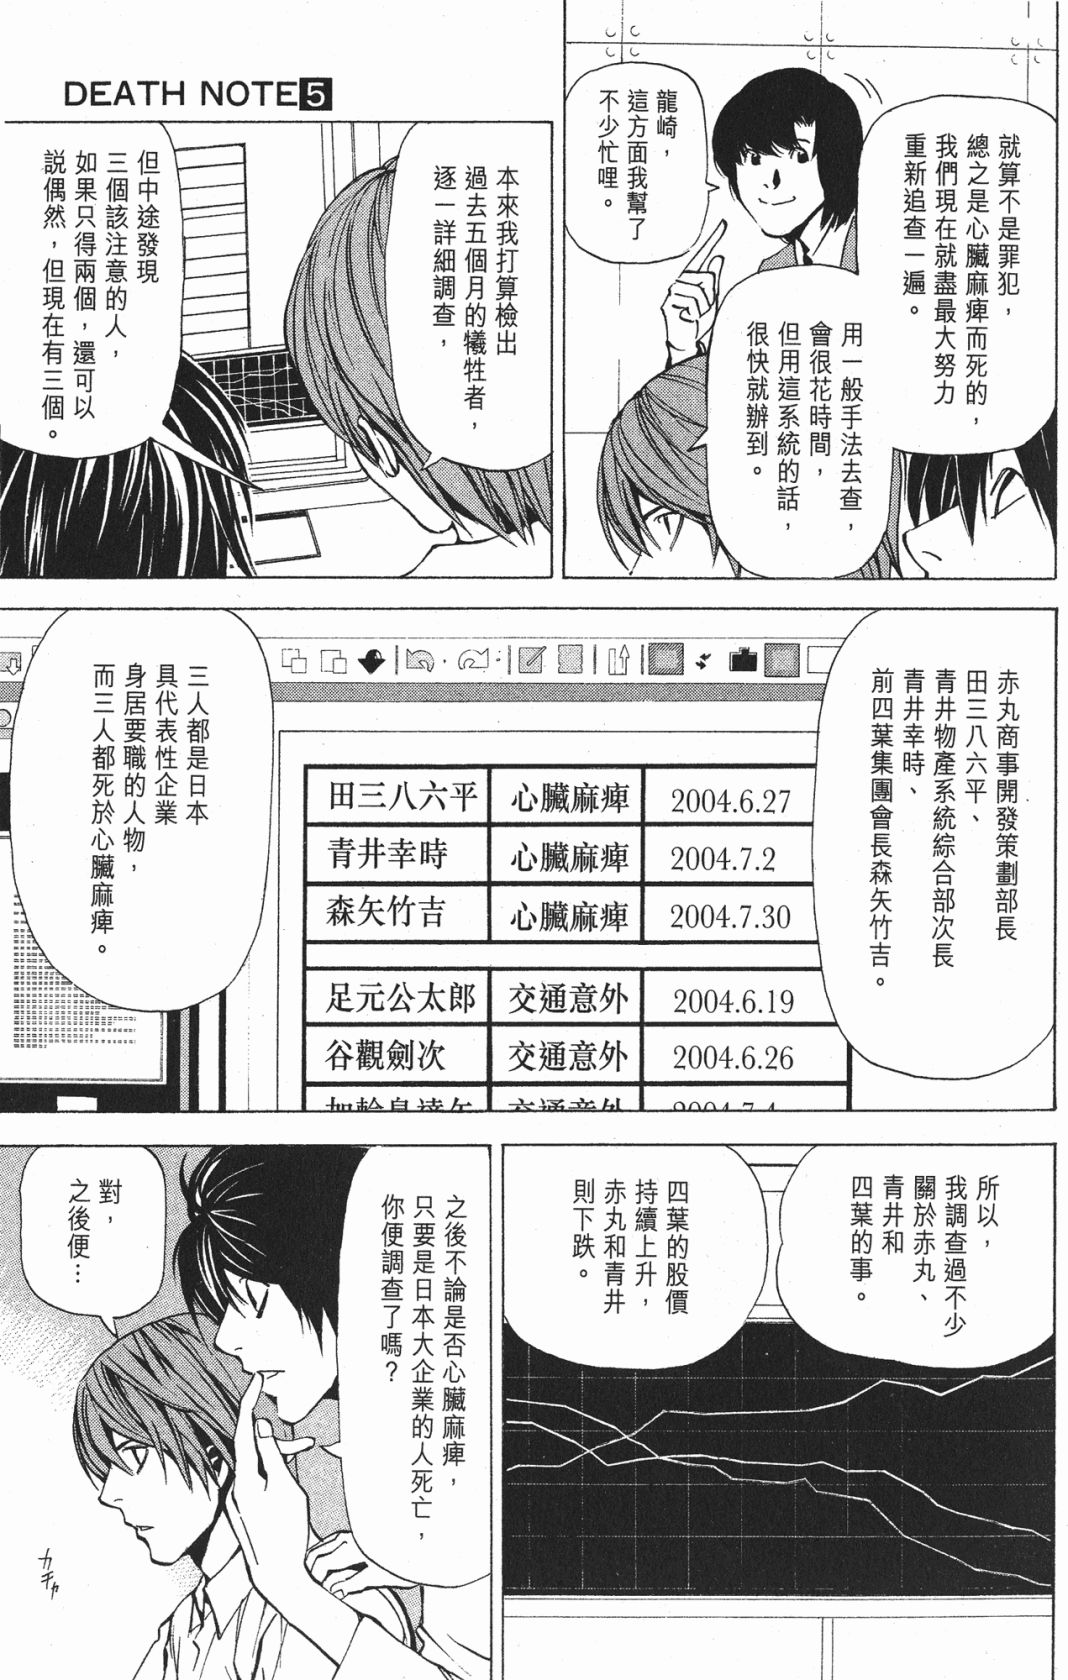 DEATH NOTE 5
就算不是罪犯，
總之是心臟麻痺而死的，
我們現在就盡最大努力
重新追查一遍。
龍崎，
這方面我幫了
不少忙哩。
用一般手法去查，
會很花時間，
但用這系統的話，
很快就辦到。
本來我打算檢出
過去五個月的犧牲者，
逐一詳細調查，
但中途發現
三個該注意的人，
如果只得兩個，還可以
説偶然，但現在有三個。
赤丸商事開發策劃部長
田三八六平、
青井物產系統綜合部次長
青井幸時、
前四葉集團會長森矢竹吉。
田三八六平 心臟麻痺 2004.6.27
青井幸時 心臟麻痺 2004.7.2
森矢竹吉 心臟麻痺 2004.7.30
足元公太郎 交通意外 2004.6.19
谷觀劍次 交通意外 2004.6.26
交通意外 2004.7.4
三人都是日本
具代表性企業
身居要職的人物，
而三人都死於心臟麻痺。
所以，
我調查過不少
關於赤丸、
青井和
四葉的事。
四葉的股價
持續上升，
赤丸和青井
則下跌。
之後不論是否心臟麻痺，
只要是日本大企業的人死亡，
你便調查了嗎？
對，
之後便…
カチャ